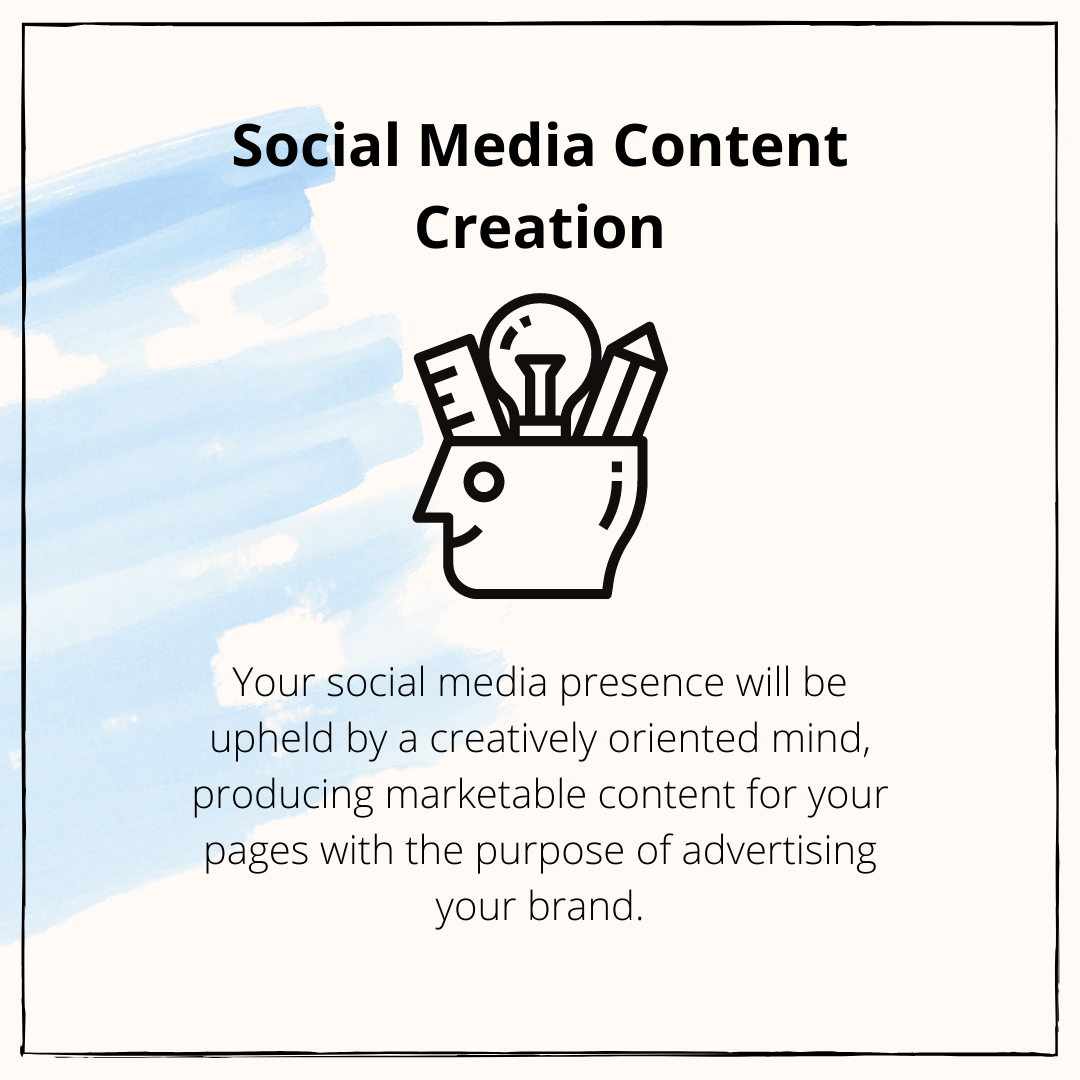 Social Media Content
Creation
Your social media presence will be
upheld by a creatively oriented mind,
producing marketable content for your
pages with the purpose of advertising
your brand.